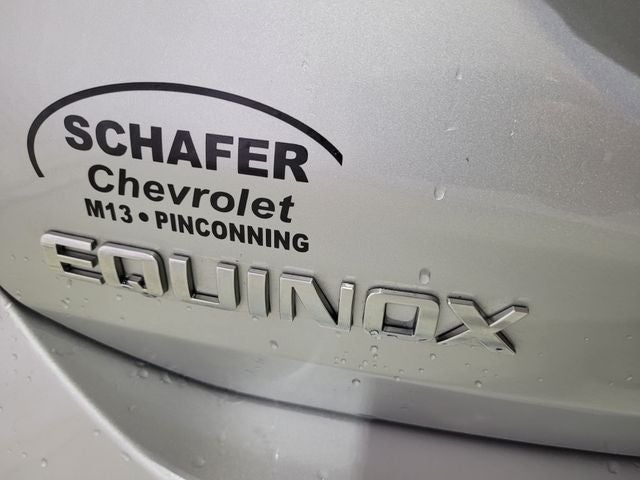 SCHAFER
Chevrolet
M13 • PINCONNING
EQUINOX